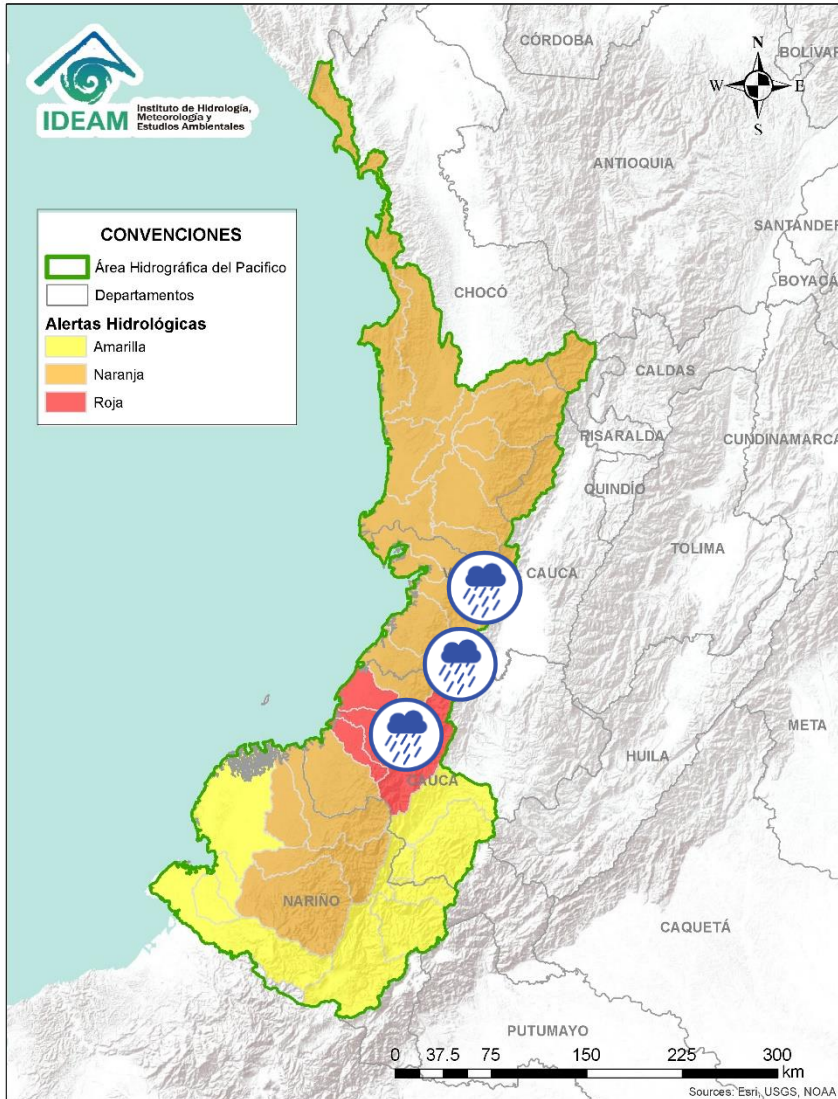 IDEAM
Instituto de Hidrología,
Meteorología y
Estudios Ambientales
N
W
E
S
CÓRDOBA
BOLÍVAR
ANTIOQUIA
SANTANDER
BOYACÁ
CHOCÓ
CALDAS
RISARALDA
CUNDINAMARCA
QUINDÍO
TOLIMA
CAUCA
META
HUILA
CAUCA
NARIÑO
CAQUETÁ
PUTUMAYO
CONVENCIONES
Área Hidrográfica del Pacifico
Departamentos
Alertas Hidrológicas
Amarilla
Naranja
Roja
0 37.5 75 150 225 300
km
Sources: Esri, USGS, NOAA